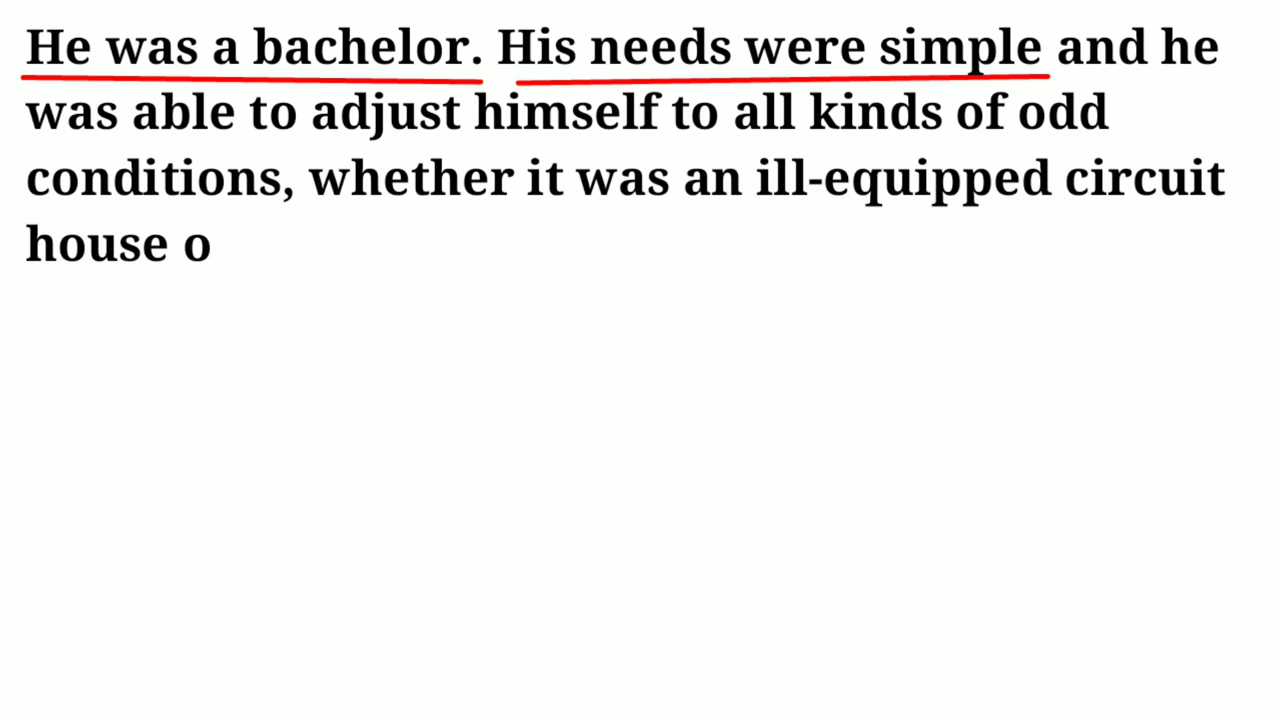 He was a bachelor. His needs were simple and he
was able to adjust himself to all kinds of odd
conditions, whether it was an ill-equipped circuit
house o